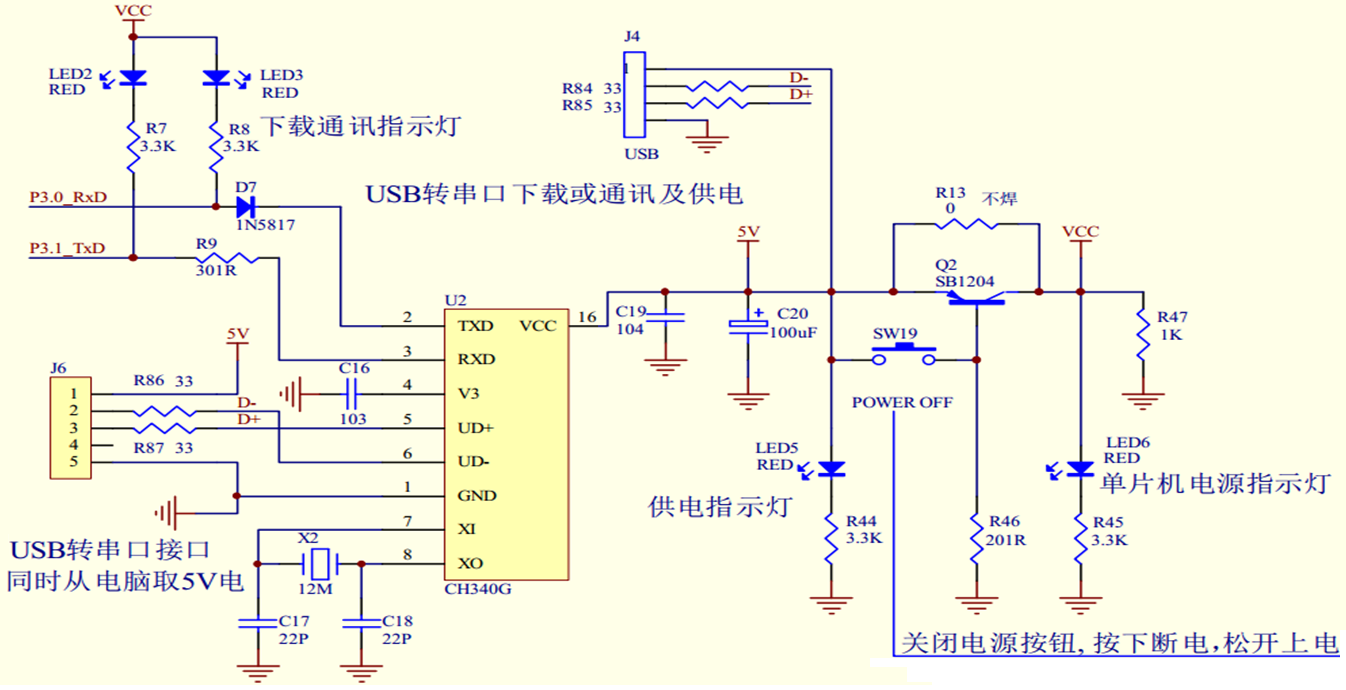 VCC
LED2
RED
LED3
RED
R7
3.3K
R8
3.3K
下载通讯指示灯
P3.0_RxD
D7
1N5817
P3.1_TxD
R9
301R
J4
1
R84 33
R85 33
D-
D+
USB
USB转串口下载或通讯及供电
R13
0
不焊
5V
VCC
Q2
SB1204
U2
2
TXD
VCC
16
3
RXD
4
V3
5
UD+
6
UD-
1
GND
7
XI
8
XO
CH340G
C19
104
C20
100uF
+
SW19
POWER OFF
R47
1K
5V
J6
1
2
3
4
5
R86 33
D-
D+
R87 33
C16
103
LED5
RED
供电指示灯
R44
3.3K
R46
201R
LED6
RED
单片机电源指示灯
R45
3.3K
USB转串口接口
同时从电脑取5V电
X2
12M
C17
22P
C18
22P
关闭电源按钮,按下断电,松开上电